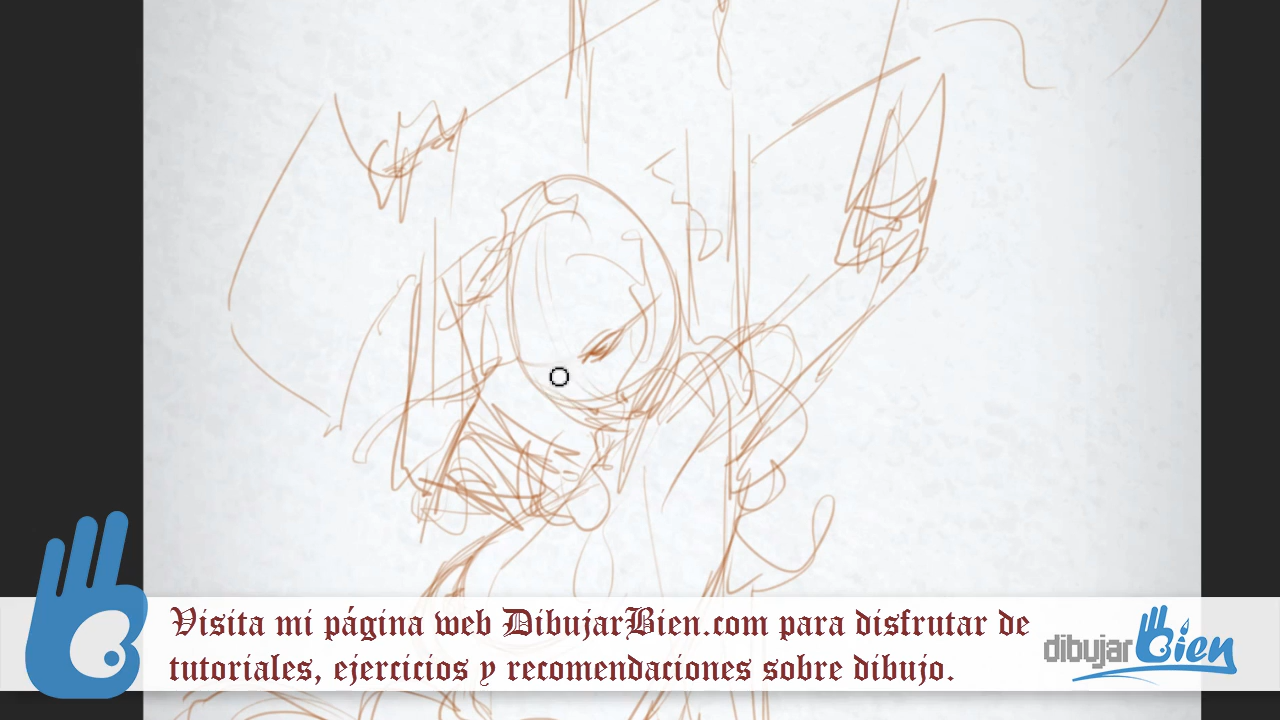 Visita mi página web DibujarBien.com para disfrutar de
tutoriales, ejercicios y recomendaciones sobre dibujo.
dibujarBien